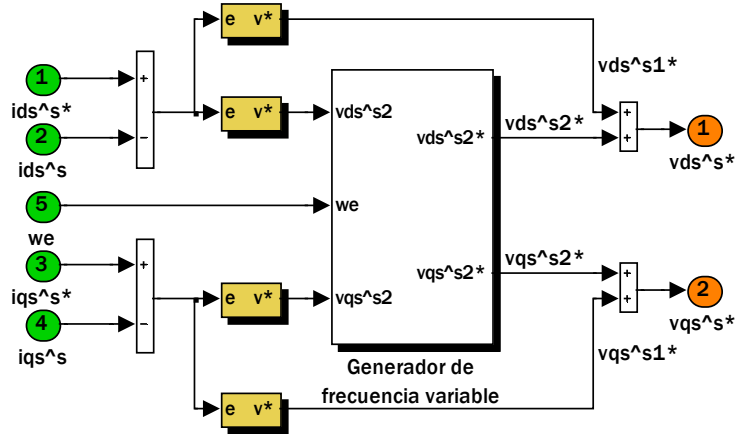 e v*
1
ids^s*
2
ids^s
+
−
e v*
5
we
3
iqs^s*
4
iqs^s
+
−
e v*
e v*
vds^s2
we
vqs^s2
vds^s2*
vqs^s2*
Generador de
frecuencia variable
vds^s1*
vds^s2*
+
+
1
vds^s*
vqs^s2*
+
+
2
vqs^s*
vqs^s1*